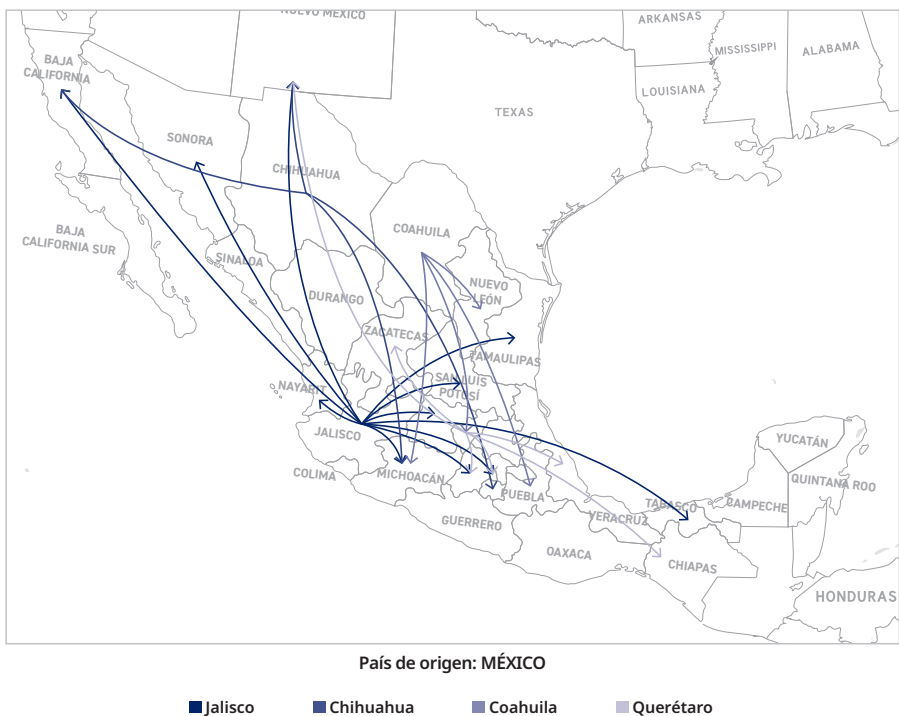 NUEVO MÉXICO
ARKANSAS
MISSISSIPPI
ALABAMA
BAJA
CALIFORNIA
LOUISIANA
TEXAS
SONORA
CHIHUAHUA
BAJA
CALIFORNIA SUR
COAHUILA
SINALOA
NUEVO
LEÓN
DURANGO
ZACATECAS
TAMAULIPAS
SAN LUIS
POTOSÍ
NAYARIT
JALISCO
YUCATÁN
COLIMA
MICHOACÁN
QUINTANA ROO
PUEBLA
TABASCO
CAMPECHE
VERACRUZ
GUERRERO
OAXACA
CHIAPAS
HONDURAS
País de origen: MÉXICO
Jalisco Chihuahua Coahuila Querétaro